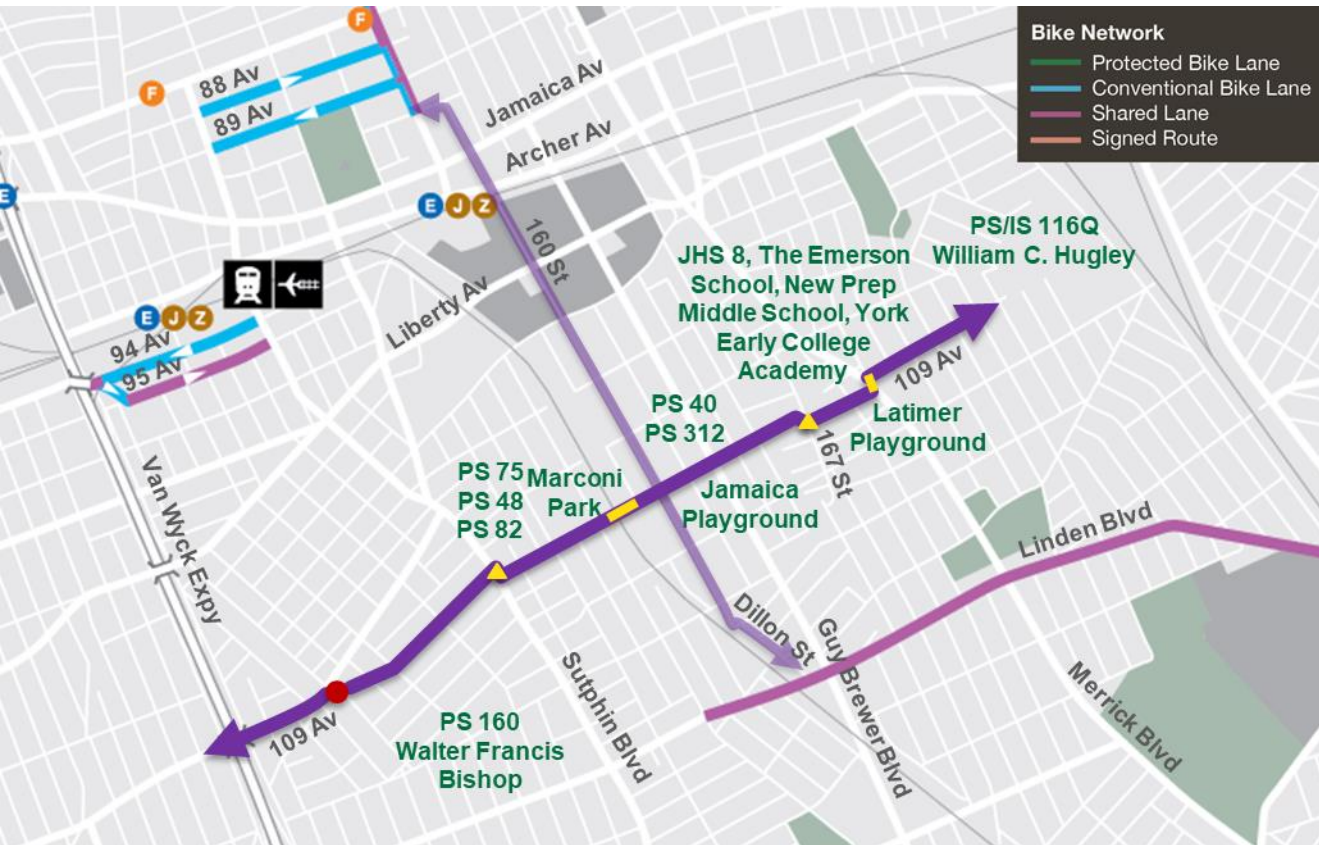 F
Bike Network
Protected Bike Lane
Conventional Bike Lane
Shared Lane
Signed Route
F
88 Av
89 Av
Jamaica Av
Archer Av
E
E J Z
160 St
PS/IS 116Q
William C. Hugley
JHS 8, The Emerson
School, New Prep
Middle School, York
Early College
Academy
Liberty Av
E J Z
94 Av
95 Av
109 Av
PS 40
PS 312
Latimer
Playground
167 St
Van Wyck Expy
PS 75
PS 48
PS 82
Marconi
Park
Jamaica
Playground
Linden Blvd
Dillon St
Guy Brewer Blvd
Sutphin Blvd
Merrick Blvd
109 Av
PS 160
Walter Francis
Bishop